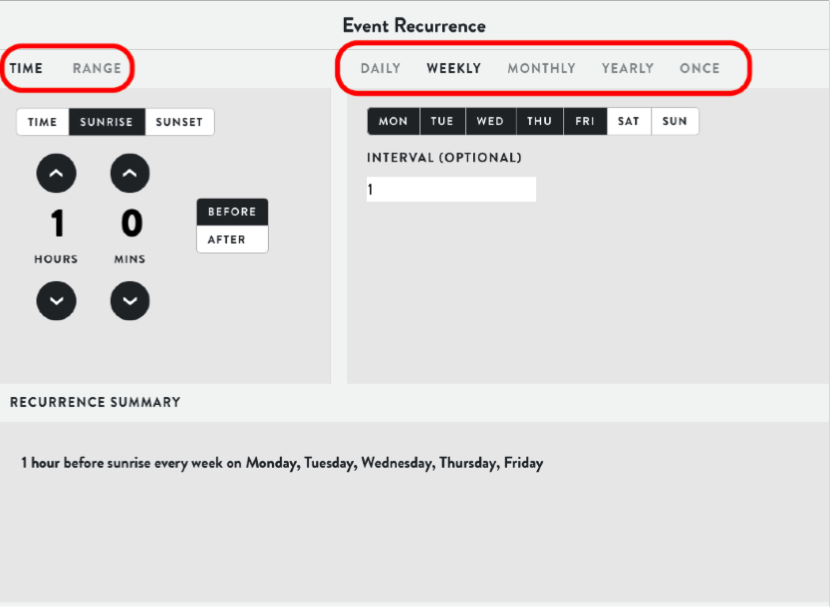 Event Recurrence
TIME RANGE
DAILY WEEKLY MONTHLY YEARLY ONCE
TIME SUNRISE SUNSET
MON TUE WED THU FRI SAT SUN
INTERVAL (OPTIONAL)
1
1 0
HOURS MINS
BEFORE
AFTER
RECURRENCE SUMMARY
1 hour before sunrise every week on Monday, Tuesday, Wednesday, Thursday, Friday